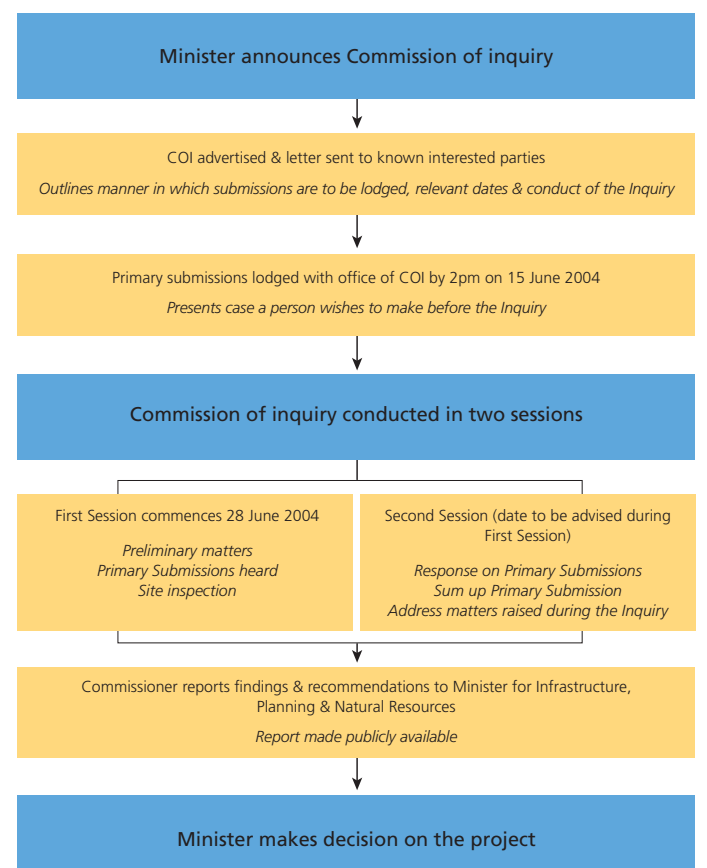 Minister announces Commission of inquiry
COI advertised & letter sent to known interested parties
Outlines manner in which submissions are to be lodged, relevant dates & conduct of the Inquiry
Primary submissions lodged with office of COI by 2pm on 15 June 2004
Presents case a person wishes to make before the Inquiry
Commission of inquiry conducted in two sessions
First Session commences 28 June 2004
Preliminary matters
Primary Submissions heard
Site inspection
Second Session (date to be advised during
First Session)
Response on Primary Submissions
Sum up Primary Submission
Address matters raised during the Inquiry
Commissioner reports findings & recommendations to Minister for Infrastructure,
Planning & Natural Resources
Report made publicly available
Minister makes decision on the project